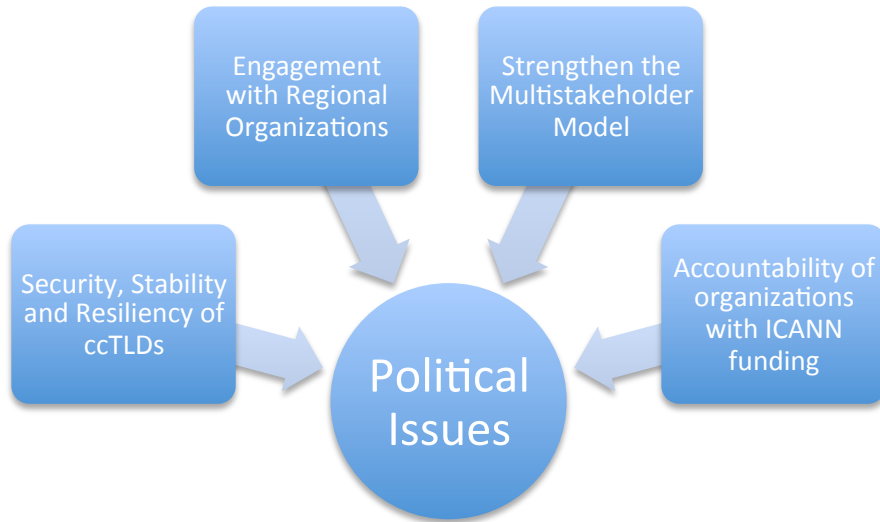 Engagement
with Regional
Organizations
Strengthen the
Multistakeholder
Model
Security, Stability
and Resiliency of
ccTLDs
Accountability of
organizations
with ICANN
funding
Political
Issues